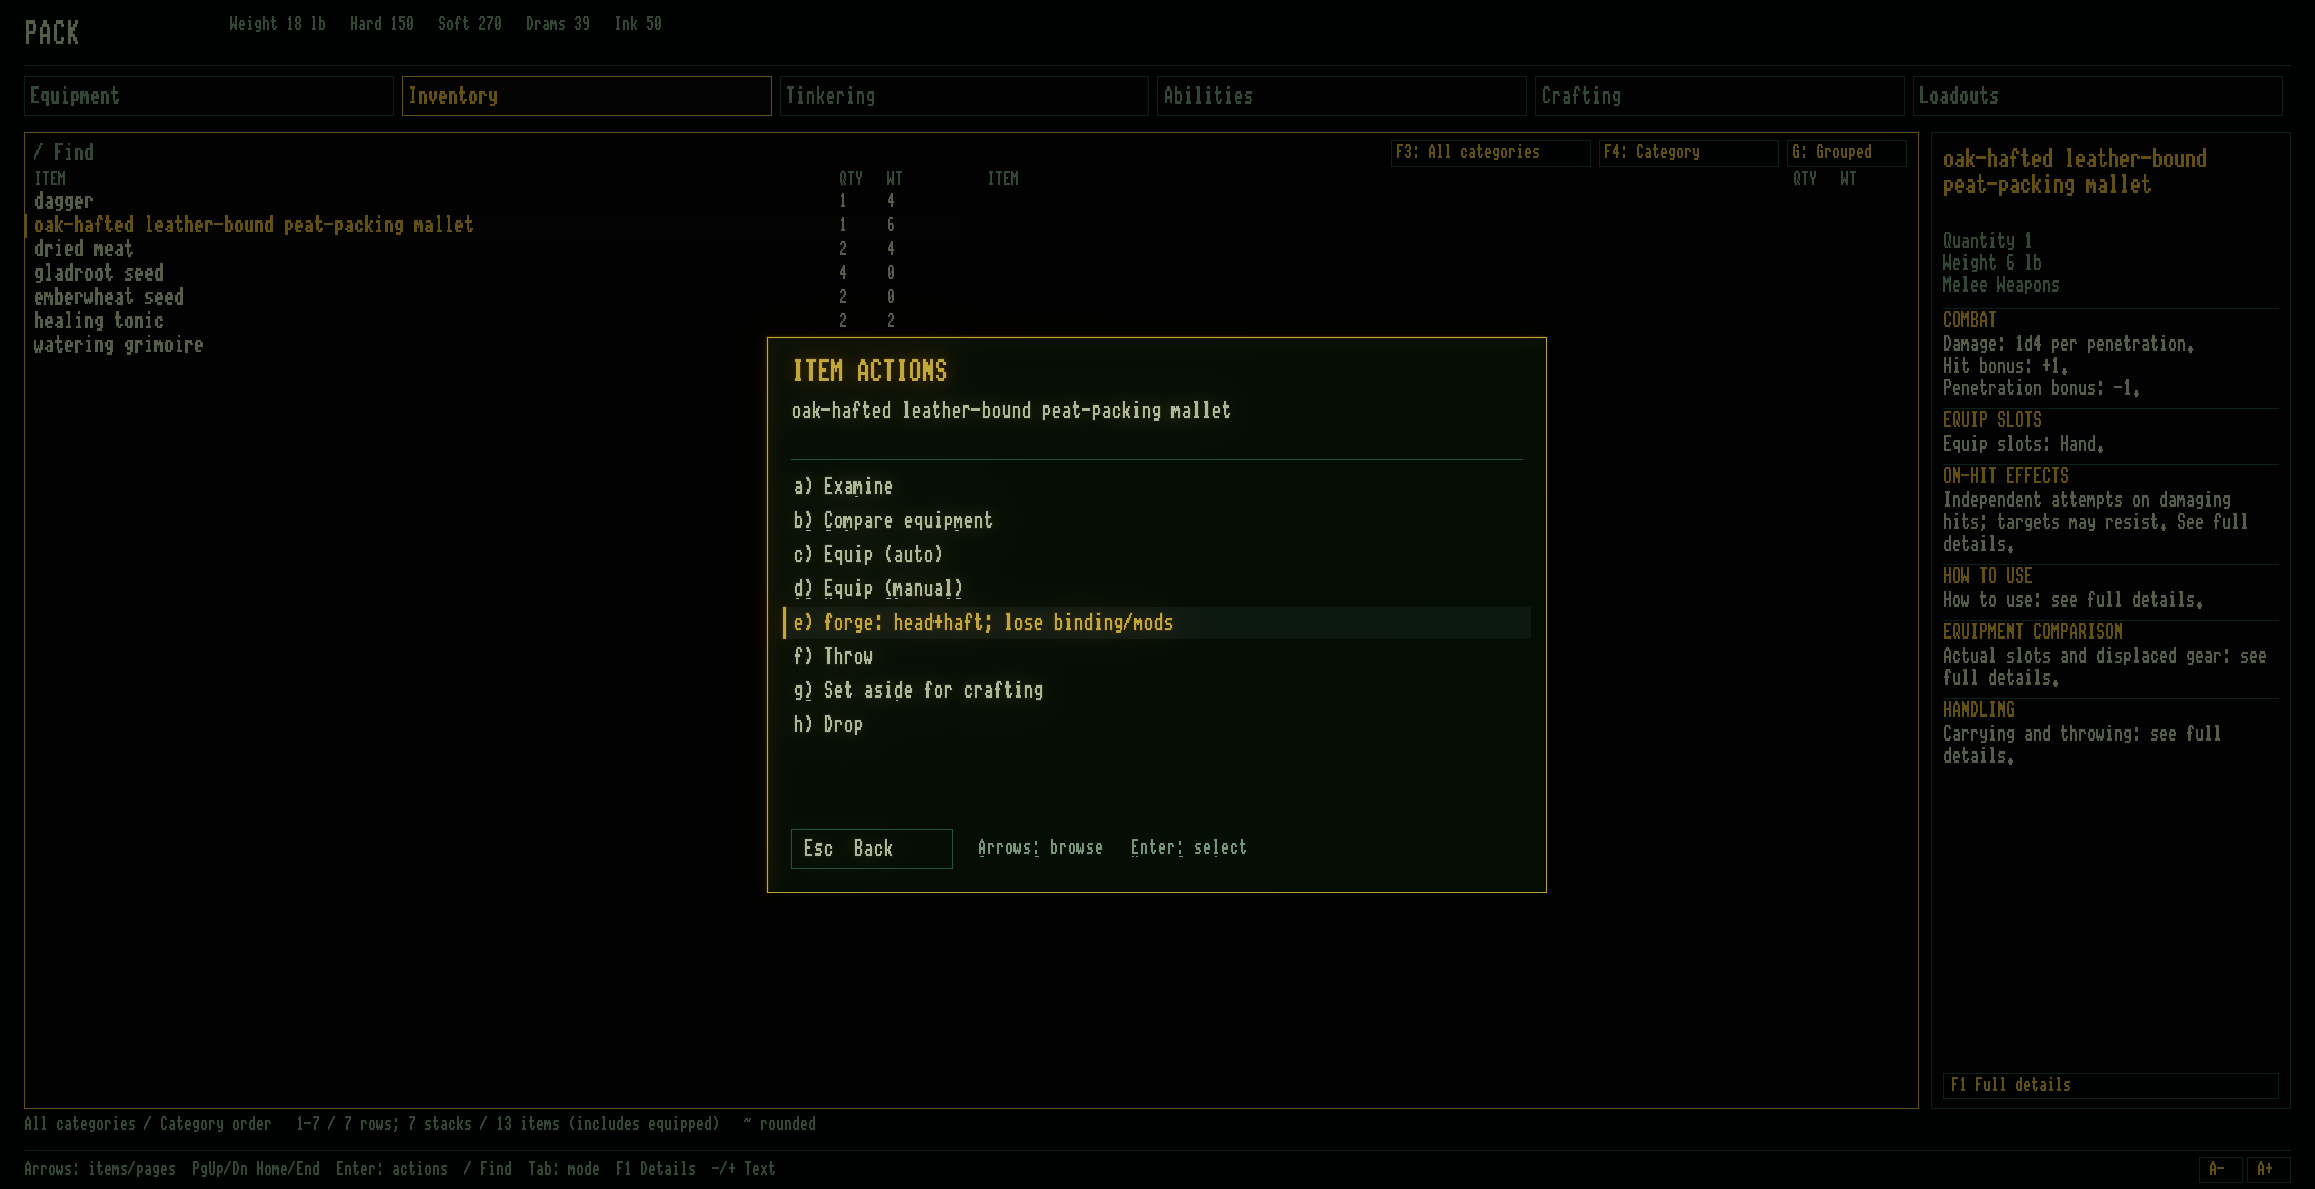 PACK
Weight 18 lb Hard 150 Soft 270 Drams 39 Ink 50
Equipment Inventory Tinkering Abilities Crafting Loadouts
/ Find
F3: All categories F4: Category G: Grouped
ITEM QTY WT ITEM QTY WT
dagger 1 4
oak-hafted leather-bound peat-packing mallet 1 6
dried meat 2 4
gladroot seed 4 0
emberwheat seed 2 0
healing tonic 2 2
watering grimoire
ITEM ACTIONS
oak-hafted leather-bound peat-packing mallet
a) Examine
b) Compare equipment
c) Equip (auto)
d) Equip (manual)
e) forge: head+haft; lose binding/mods
f) Throw
g) Set aside for crafting
h) Drop
Esc Back Arrows: browse Enter: select
oak-hafted leather-bound
peat-packing mallet
Quantity 1
Weight 6 lb
Melee Weapons
COMBAT
Damage: 1d4 per penetration.
Hit bonus: +1.
Penetration bonus: -1.
EQUIP SLOTS
Equip slots: Hand.
ON-HIT EFFECTS
Independent attempts on damaging
hits; targets may resist. See full
details.
HOW TO USE
How to use: see full details.
EQUIPMENT COMPARISON
Actual slots and displaced gear: see
full details.
HANDLING
Carrying and throwing: see full
details.
F1 Full details
All categories / Category order 1-7 / 7 rows; 7 stacks / 13 items (includes equipped) ~ rounded
Arrows: items/pages PgUp/Dn Home/End Enter: actions / Find Tab: mode F1 Details -/+ Text
A- A+